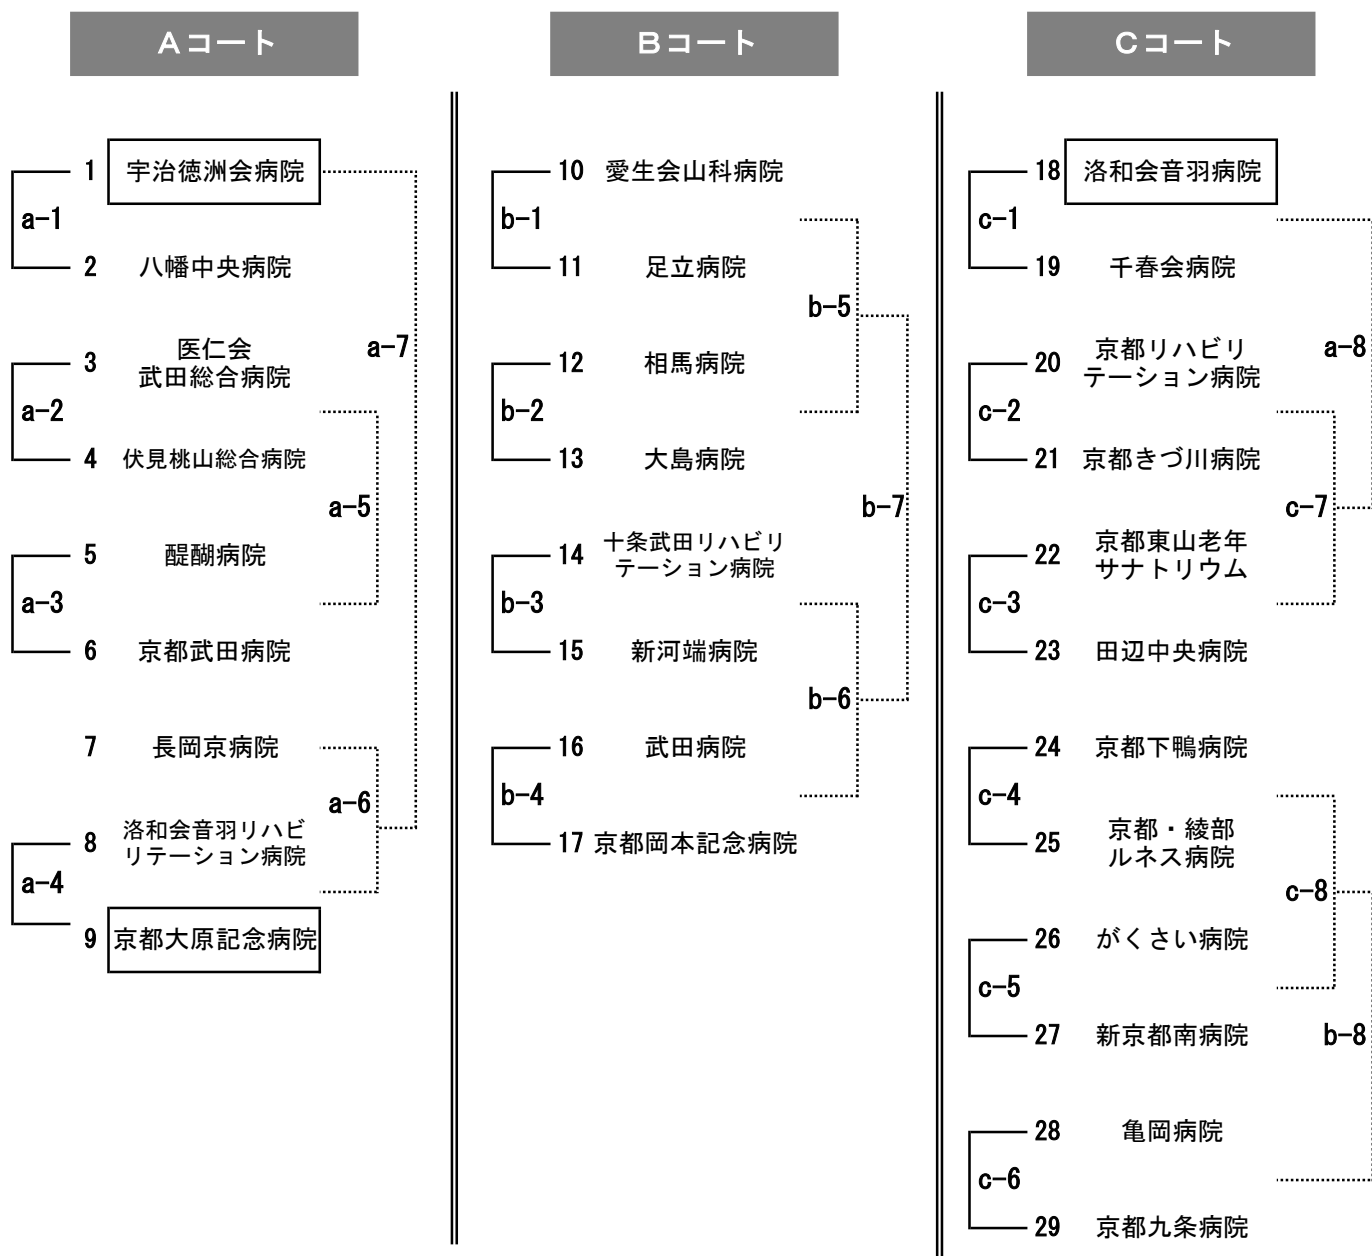 Aコート
1 宇治徳洲会病院
a-1
2 八幡中央病院
a-7
3 医仁会
武田総合病院
a-2
4 伏見桃山総合病院
a-5
5 醍醐病院
a-3
6 京都武田病院
7 長岡京病院
a-6
8 洛和会音羽リハビ
リテーション病院
a-4
9 京都大原記念病院
Bコート
10 愛生会山科病院
b-1
11 足立病院
b-5
12 相馬病院
b-2
13 大島病院
b-7
14 十条武田リハビリ
テーション病院
b-3
15 新河端病院
b-6
16 武田病院
b-4
17 京都岡本記念病院
Cコート
18 洛和会音羽病院
c-1
19 千春会病院
a-8
20 京都リハビリ
テーション病院
c-2
21 京都きづ川病院
c-7
22 京都東山老年
サナトリウム
c-3
23 田辺中央病院
24 京都下鴨病院
c-4
25 京都・綾部
ルネス病院
c-8
26 がくさい病院
c-5
27 新京都南病院
b-8
28 亀岡病院
c-6
29 京都九条病院